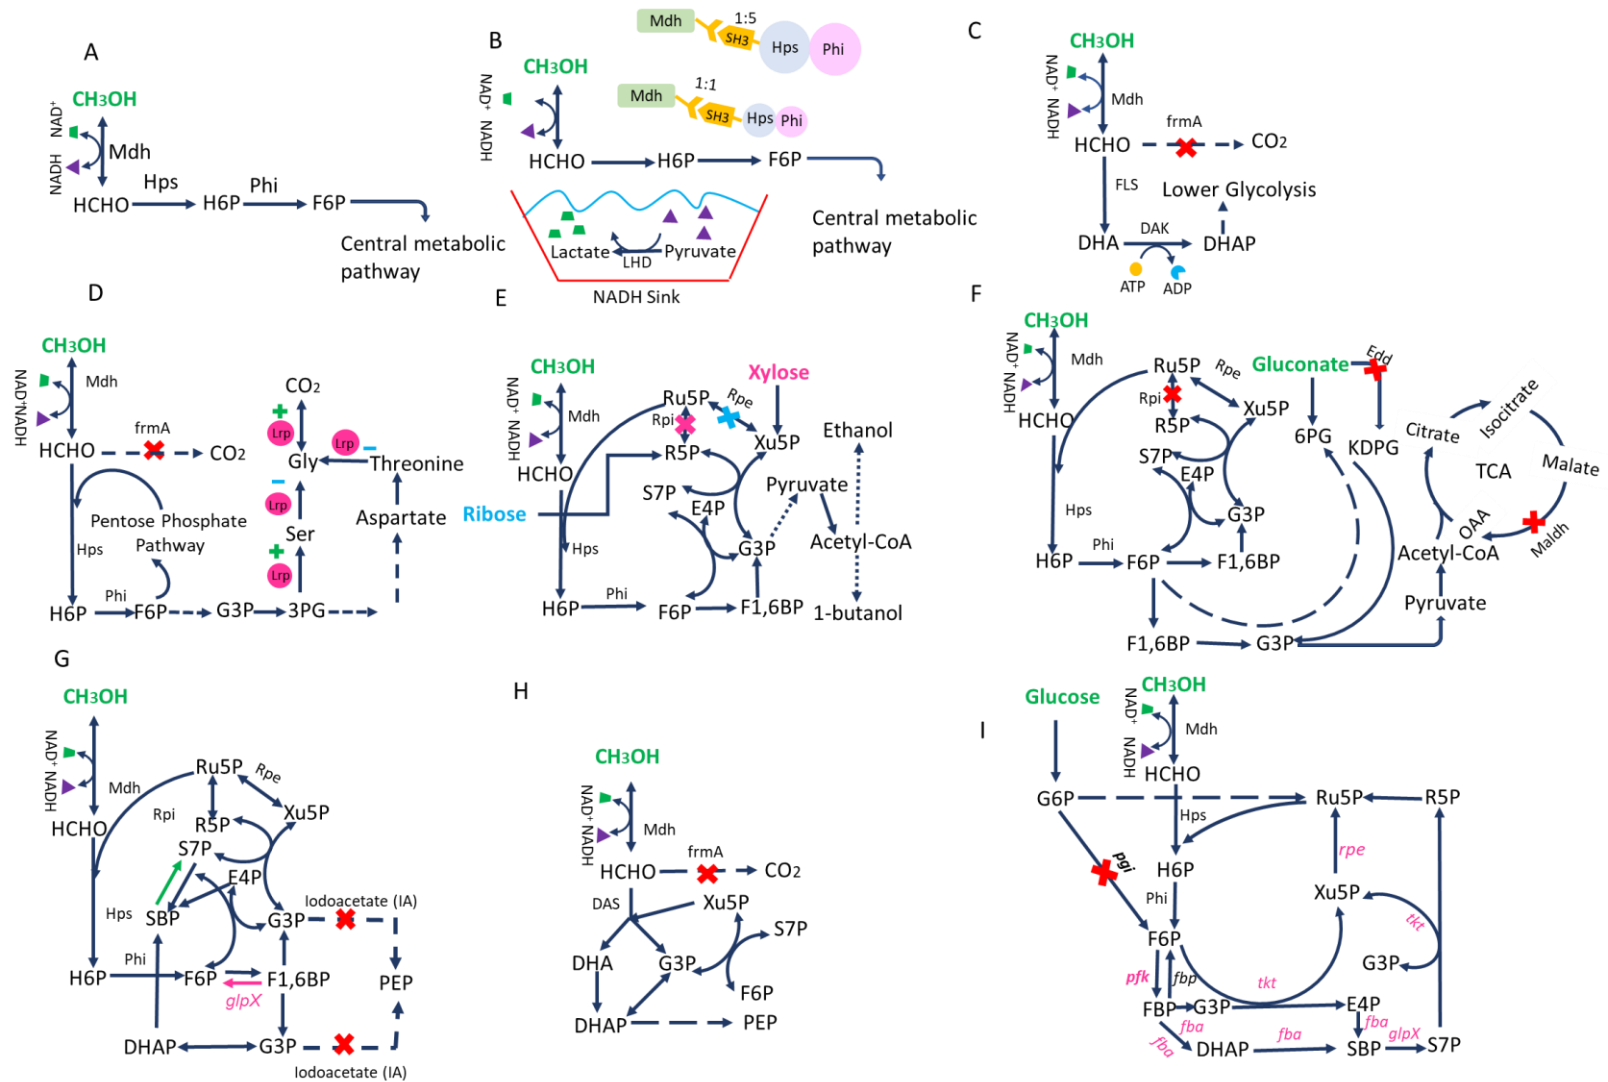 A
CH3OH
NAD+
NADH
Mdh
HCHO
Hps
H6P
Phi
F6P
Central metabolic
pathway
B
CH3OH
NAD+
NADH
HCHO
H6P
F6P
Central metabolic
pathway
Mdh
1:5
SH3
Hps
Phi
Mdh
1:1
SH3
Hps
Phi
Lactate
LHD
Pyruvate
NADH Sink
C
CH3OH
NAD+
NADH
Mdh
HCHO
frmA
CO2
FLS
Lower Glycolysis
DHA
DAK
DHAP
ATP
ADP
D
CH3OH
NAD+NADH
Mdh
HCHO
frmA
CO2
Pentose Phosphate
Pathway
Hps
H6P
Phi
F6P
G3P
3PG
CO2
Lrp
Lrp
Gly
Threonine
Lrp
Ser
Aspartate
Lrp
E
CH3OH
NAD+ NADH
Mdh
HCHO
Ribose
Hps
H6P
Phi
F6P
F1,6BP
Ru5P
Rpe
Rpi
R5P
Xylose
Xu5P
S7P
E4P
G3P
Ethanol
Pyruvate
Acetyl-CoA
1-butanol
F
CH3OH
NAD+ NADH
Mdh
HCHO
Hps
H6P
Phi
F6P
F1,6BP
Ru5P
Rpe
Rpi
R5P
Xu5P
S7P
E4P
G3P
Gluconate
Edd
6PG
KDPG
Citrate
Isocitrate
TCA
Malate
OAA
Maldh
Acetyl-CoA
Pyruvate
F1,6BP
G3P
G
CH3OH
NAD+ NADH
Mdh
HCHO
Hps
H6P
Phi
F6P
glpX
F1,6BP
Ru5P
Rpe
Rpi
R5P
Xu5P
S7P
E4P
SBP
G3P
Iodoacetate (IA)
PEP
DHAP
G3P
Iodoacetate (IA)
H
CH3OH
NAD+ NADH
Mdh
HCHO
frmA
CO2
DAS
Xu5P
S7P
DHA
G3P
F6P
DHAP
PEP
I
Glucose
CH3OH
NAD+
NADH
Mdh
HCHO
G6P
Hps
Ru5P
R5P
pgi
H6P
rpe
Phi
Xu5P
tkt
F6P
G3P
pfk
fbp
tkt
FBP
G3P
E4P
fba
fba
fba
DHAP
fba
SBP
glpX
S7P